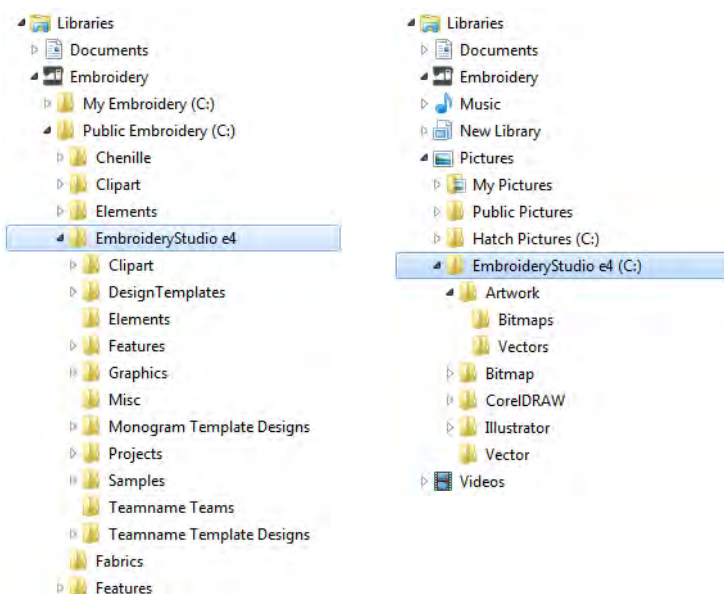 Libraries
Documents
Embroidery
My Embroidery (C:)
Public Embroidery (C:)
Chenille
Clipart
Elements
EmbroideryStudio e4
Clipart
DesignTemplates
Elements
Features
Graphics
Misc
Monogram Template Designs
Projects
Samples
Teamname Teams
Teamname Template Designs
Fabrics
Features
Libraries
Documents
Embroidery
Music
New Library
Pictures
My Pictures
Public Pictures
Hatch Pictures (C:)
EmbroideryStudio e4 (C:)
Artwork
Bitmaps
Vectors
Bitmap
CorelDRAW
Illustrator
Vector
Videos